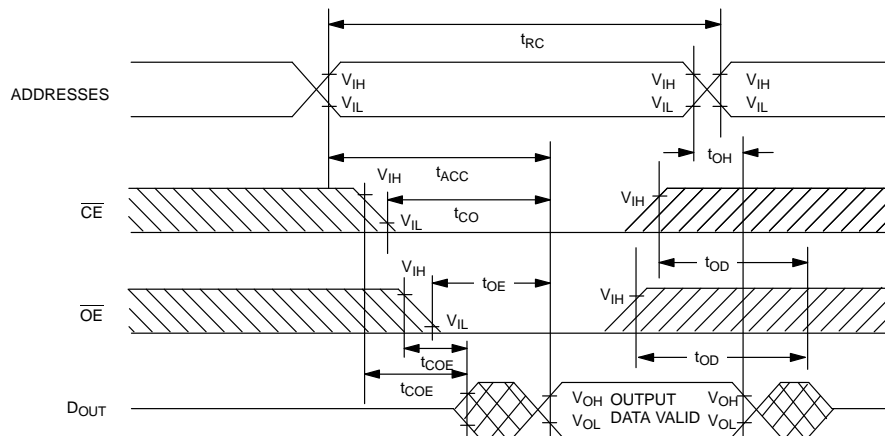 tRC
ADDRESSES
VIH
VIL
VIH
VIL
VIH
VIL
tOH
tACC
VIH
VIH
CE
tCO
VIL
tOD
VIH
tOE
VIH
OE
VIL
tCOE
tOD
tCOE
DOUT
VOH OUTPUT VOH
VOL DATA VALID VOL